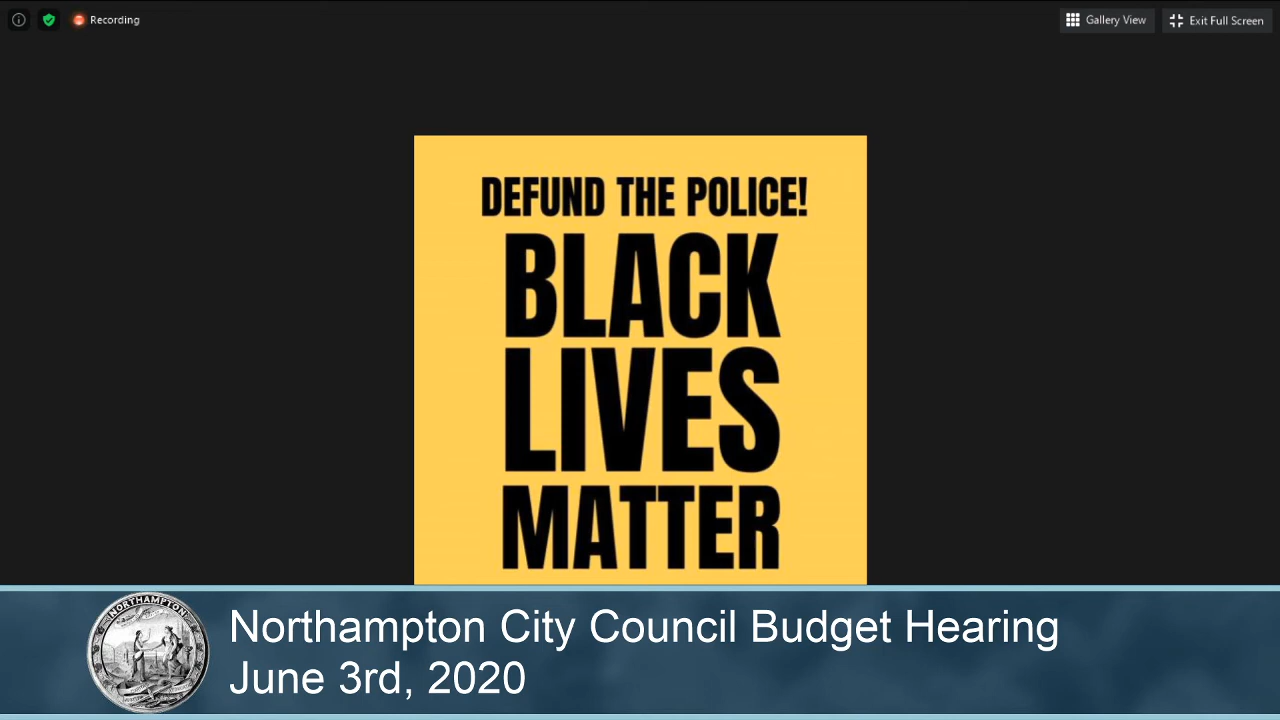 Recording
Gallery View
Exit Full Screen
DEFUND THE POLICE!
BLACK
LIVES
MATTER
NORTHAMPTON
Northampton City Council Budget Hearing
June 3rd, 2020